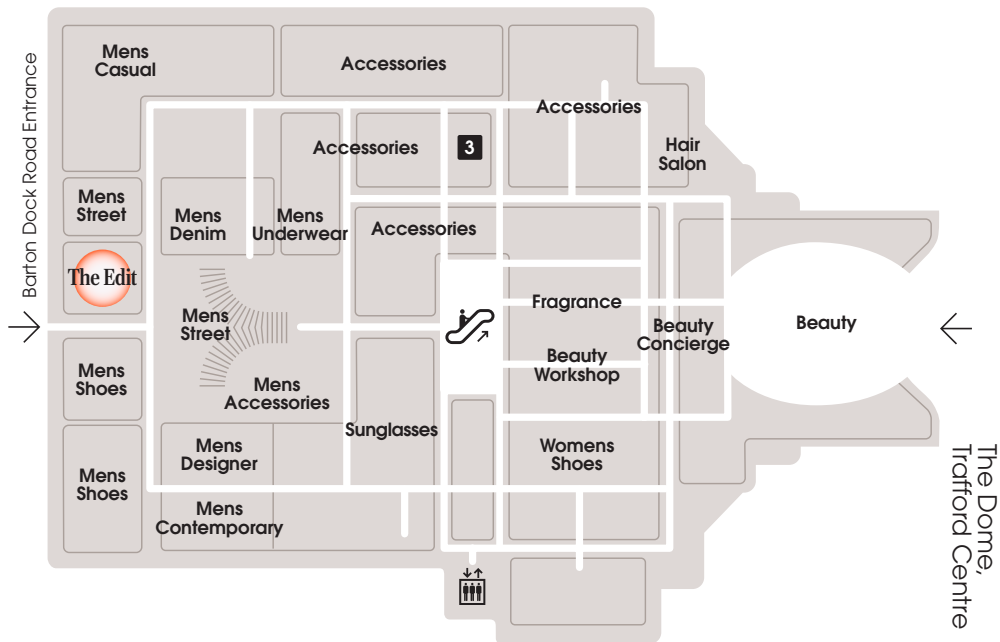 Barton Dock Road Entrance
Mens
Casual
Accessories
Accessories
Accessories
3
Hair
Salon
Mens
Street
Mens
Denim
Mens
Underwear
Accessories
The Edit
Mens
Street
Fragrance
Beauty
Concierge
Beauty
Mens
Shoes
Mens
Accessories
Beauty
Workshop
Sunglasses
Mens
Shoes
Mens
Designer
Womens
Shoes
Mens
Contemporary
The Dome,
Trafford Centre